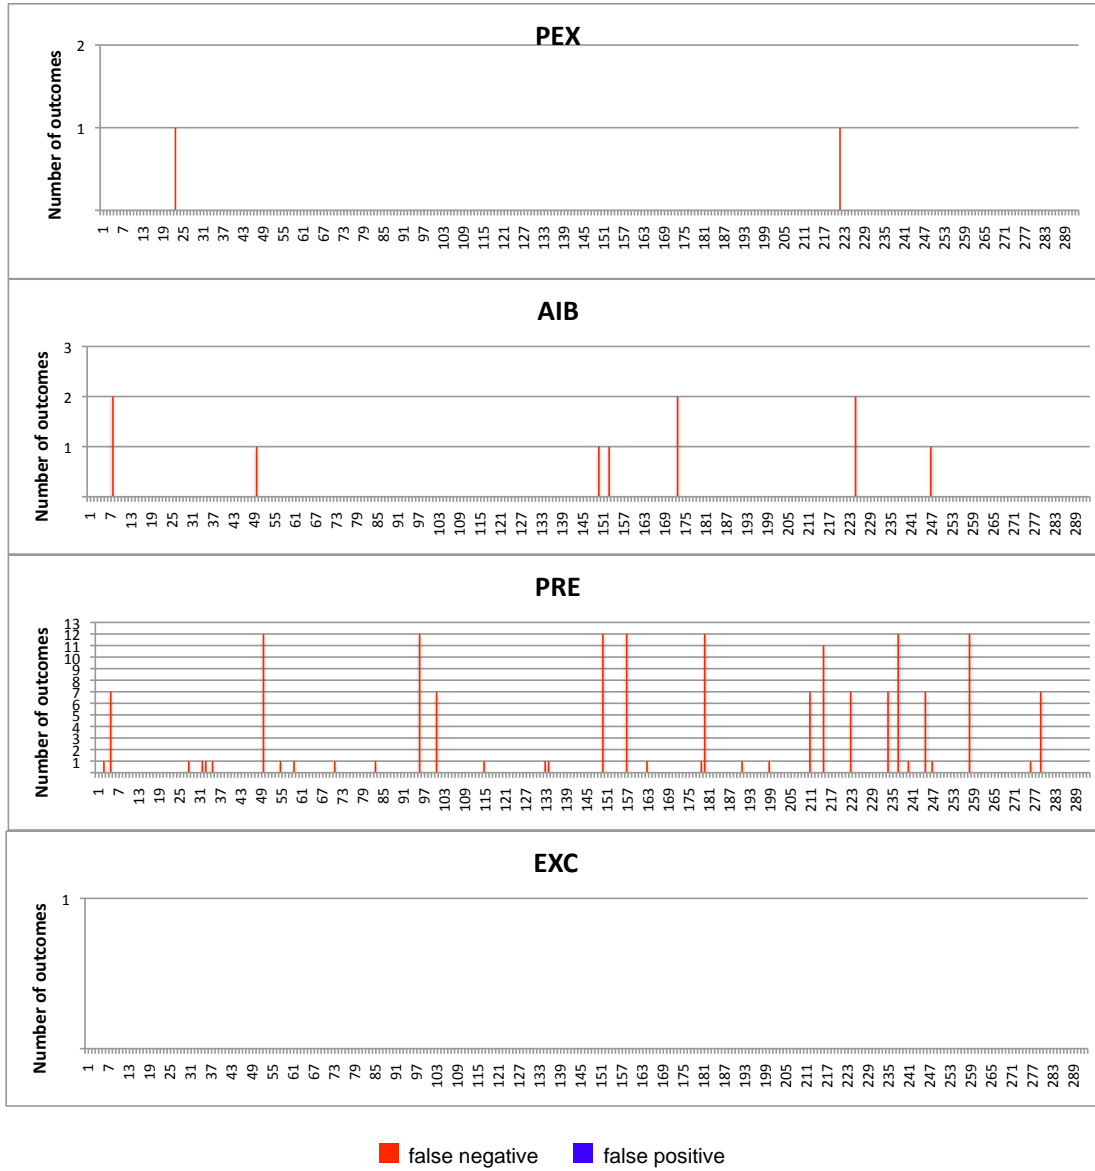 PEX
Number of outcomes
2
1
1 7 13 19 25 31 37 43 49 55 61 67 73 79 85 91 97 103 109 115 121 127 133 139 145 151 157 163 169 175 181 187 193 199 205 211 217 223 229 235 241 247 253 259 265 271 277 283 289
AIB
Number of outcomes
3
2
1
1 7 13 19 25 31 37 43 49 55 61 67 73 79 85 91 97 103 109 115 121 127 133 139 145 151 157 163 169 175 181 187 193 199 205 211 217 223 229 235 241 247 253 259 265 271 277 283 289
PRE
Number of outcomes
13
12
11
10
9
8
7
6
5
4
3
2
1
1 7 13 19 25 31 37 43 49 55 61 67 73 79 85 91 97 103 109 115 121 127 133 139 145 151 157 163 169 175 181 187 193 199 205 211 217 223 229 235 241 247 253 259 265 271 277 283 289
EXC
Number of outcomes
1
1 7 13 19 25 31 37 43 49 55 61 67 73 79 85 91 97 103 109 115 121 127 133 139 145 151 157 163 169 175 181 187 193 199 205 211 217 223 229 235 241 247 253 259 265 271 277 283 289
false negative false positive